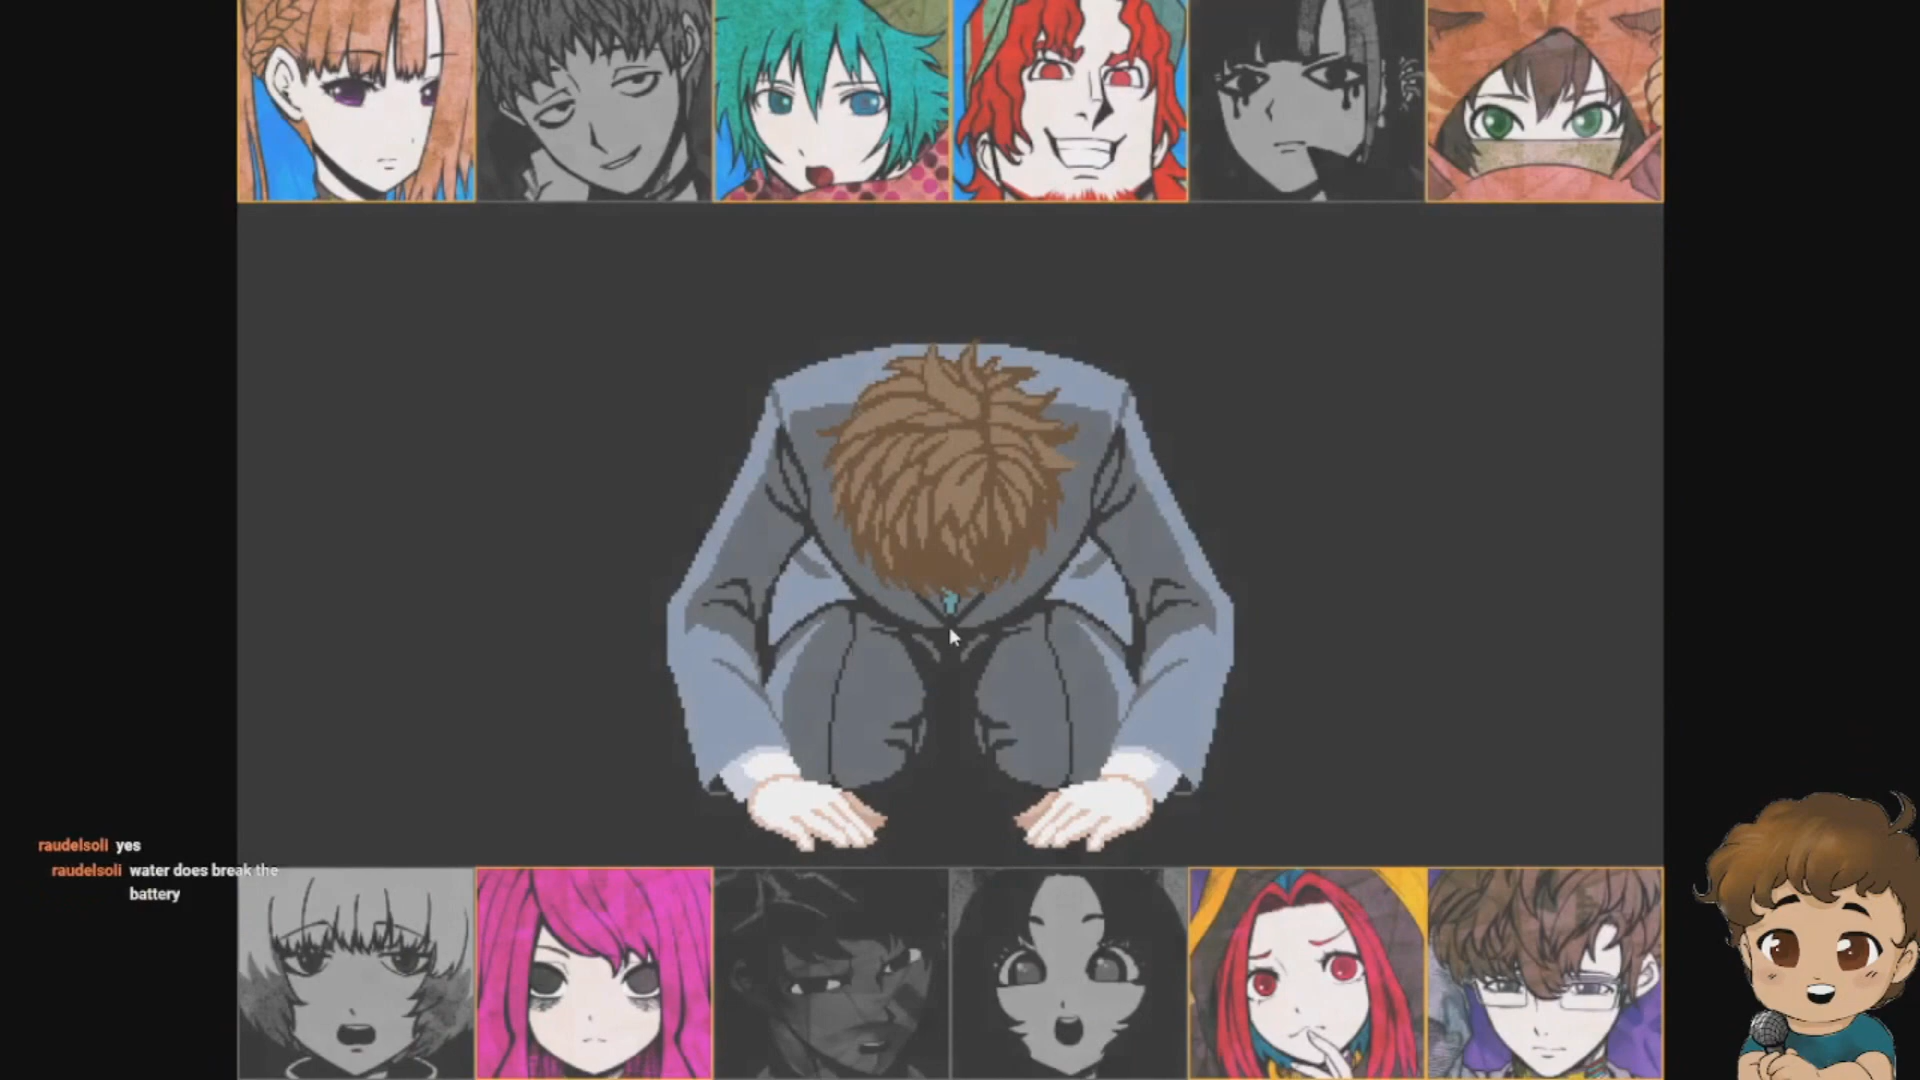 raudelsoli yes
raudelsoli water does break the
battery